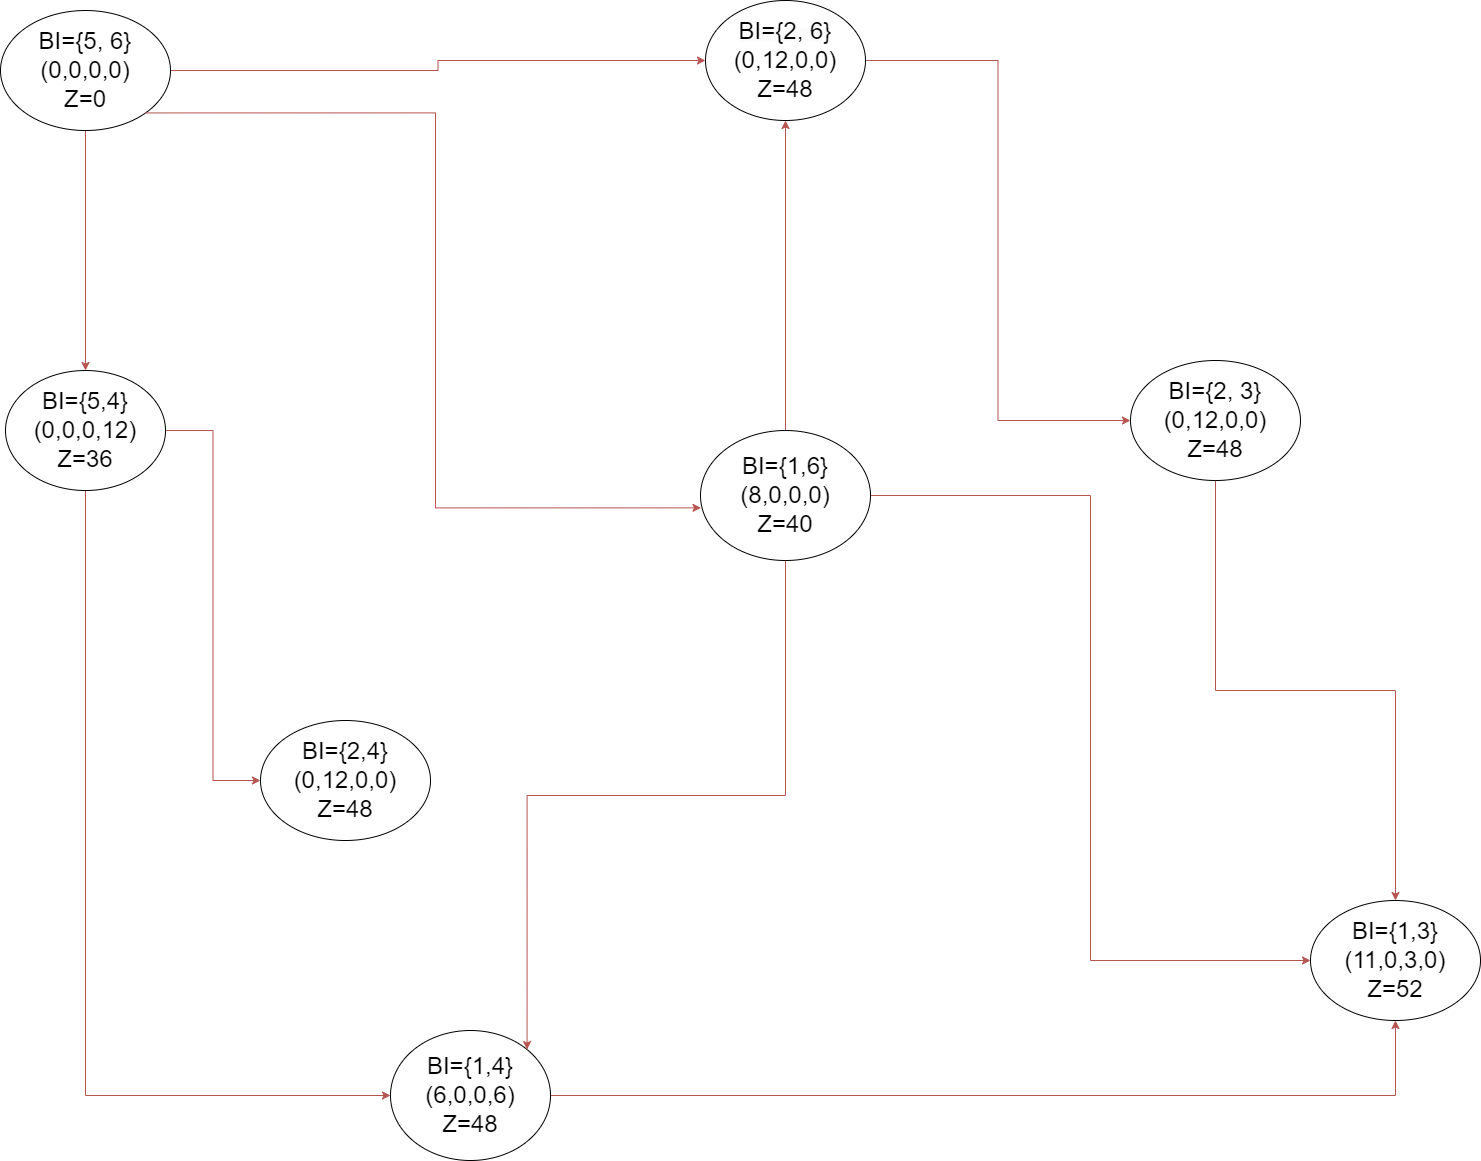 BI={5, 6}
(0,0,0,0)
Z=0
BI={2, 6}
(0,12,0,0)
Z=48
BI={5,4}
(0,0,0,12)
Z=36
BI={2, 3}
(0,12,0,0)
Z=48
BI={1,6}
(8,0,0,0)
Z=40
BI={2,4}
(0,12,0,0)
Z=48
BI={1,3}
(11,0,3,0)
Z=52
BI={1,4}
(6,0,0,6)
Z=48